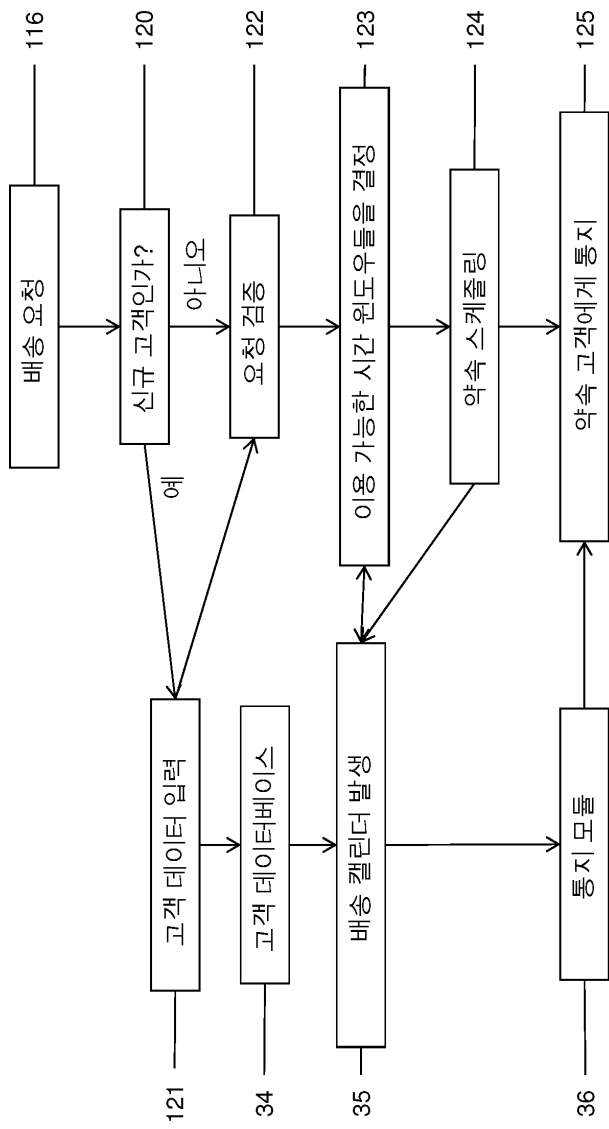 배송 요청
116
신규 고객인가?
120
예
아니오
고객 데이터 입력
121
요청 검증
122
고객 데이터베이스
34
배송 캘린더 발생
35
이용 가능한 시간 윈도우들을 결정
123
약속 스케줄링
124
통지 모듈
36
약속 고객에게 통지
125